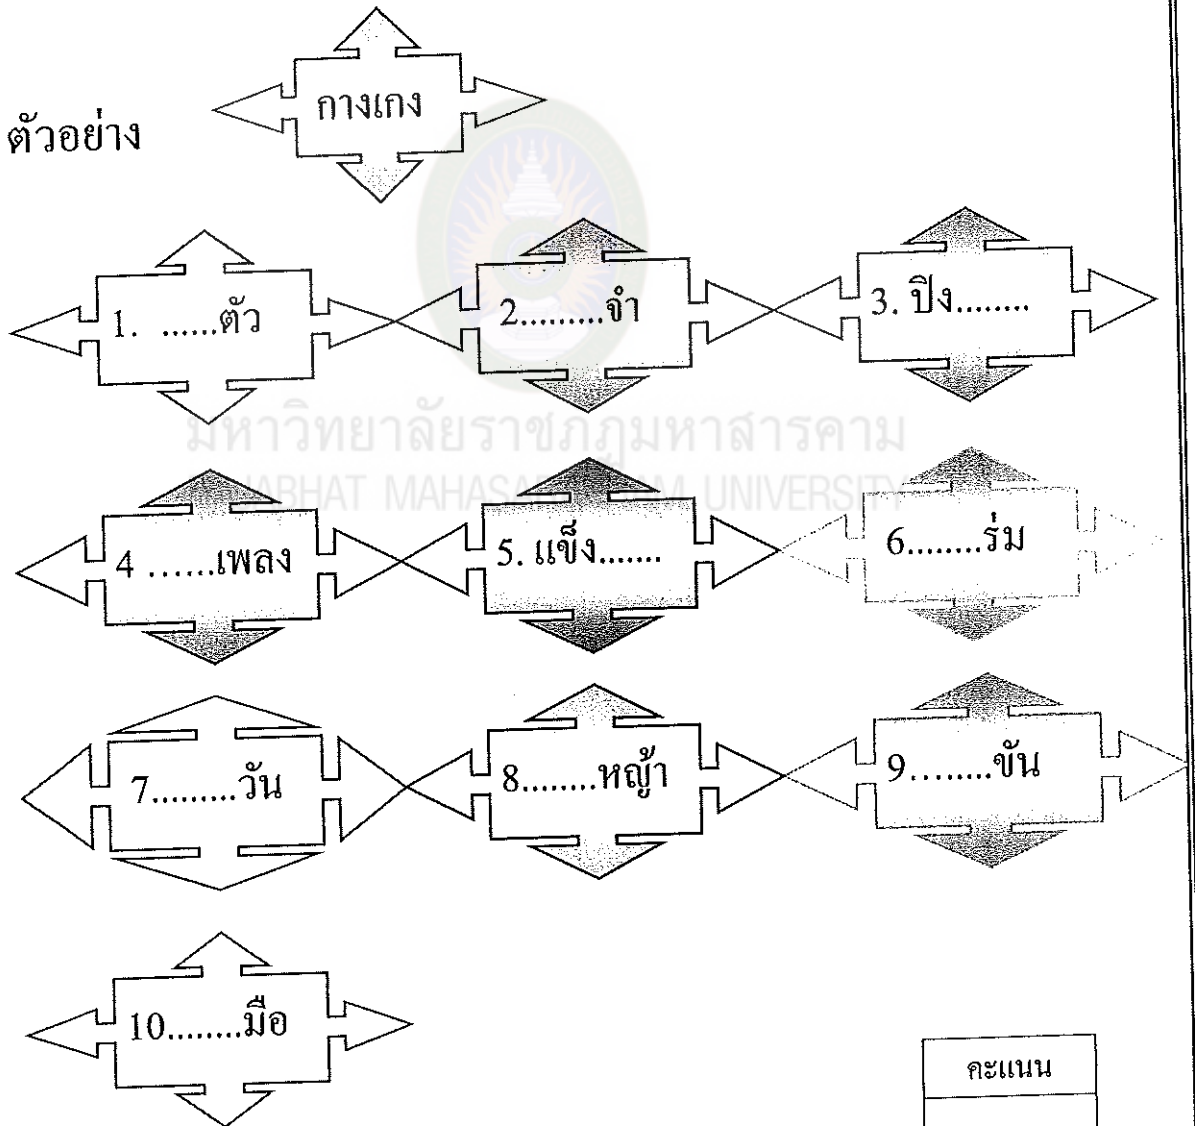 ตัวอย่าง
กางเกง
1. ......ตัว
2.........จำ
3. ปิง........
มหาวิทยาลัยราชภัฏมหาสารคาม
RAJABHAT MAHASARAKHAM UNIVERSITY
4 .......เพลง
5. แข็ง.......
6........ร่ม
7.........วัน
8........หญ้า
9.........ขัน
10........มือ
คะแนน